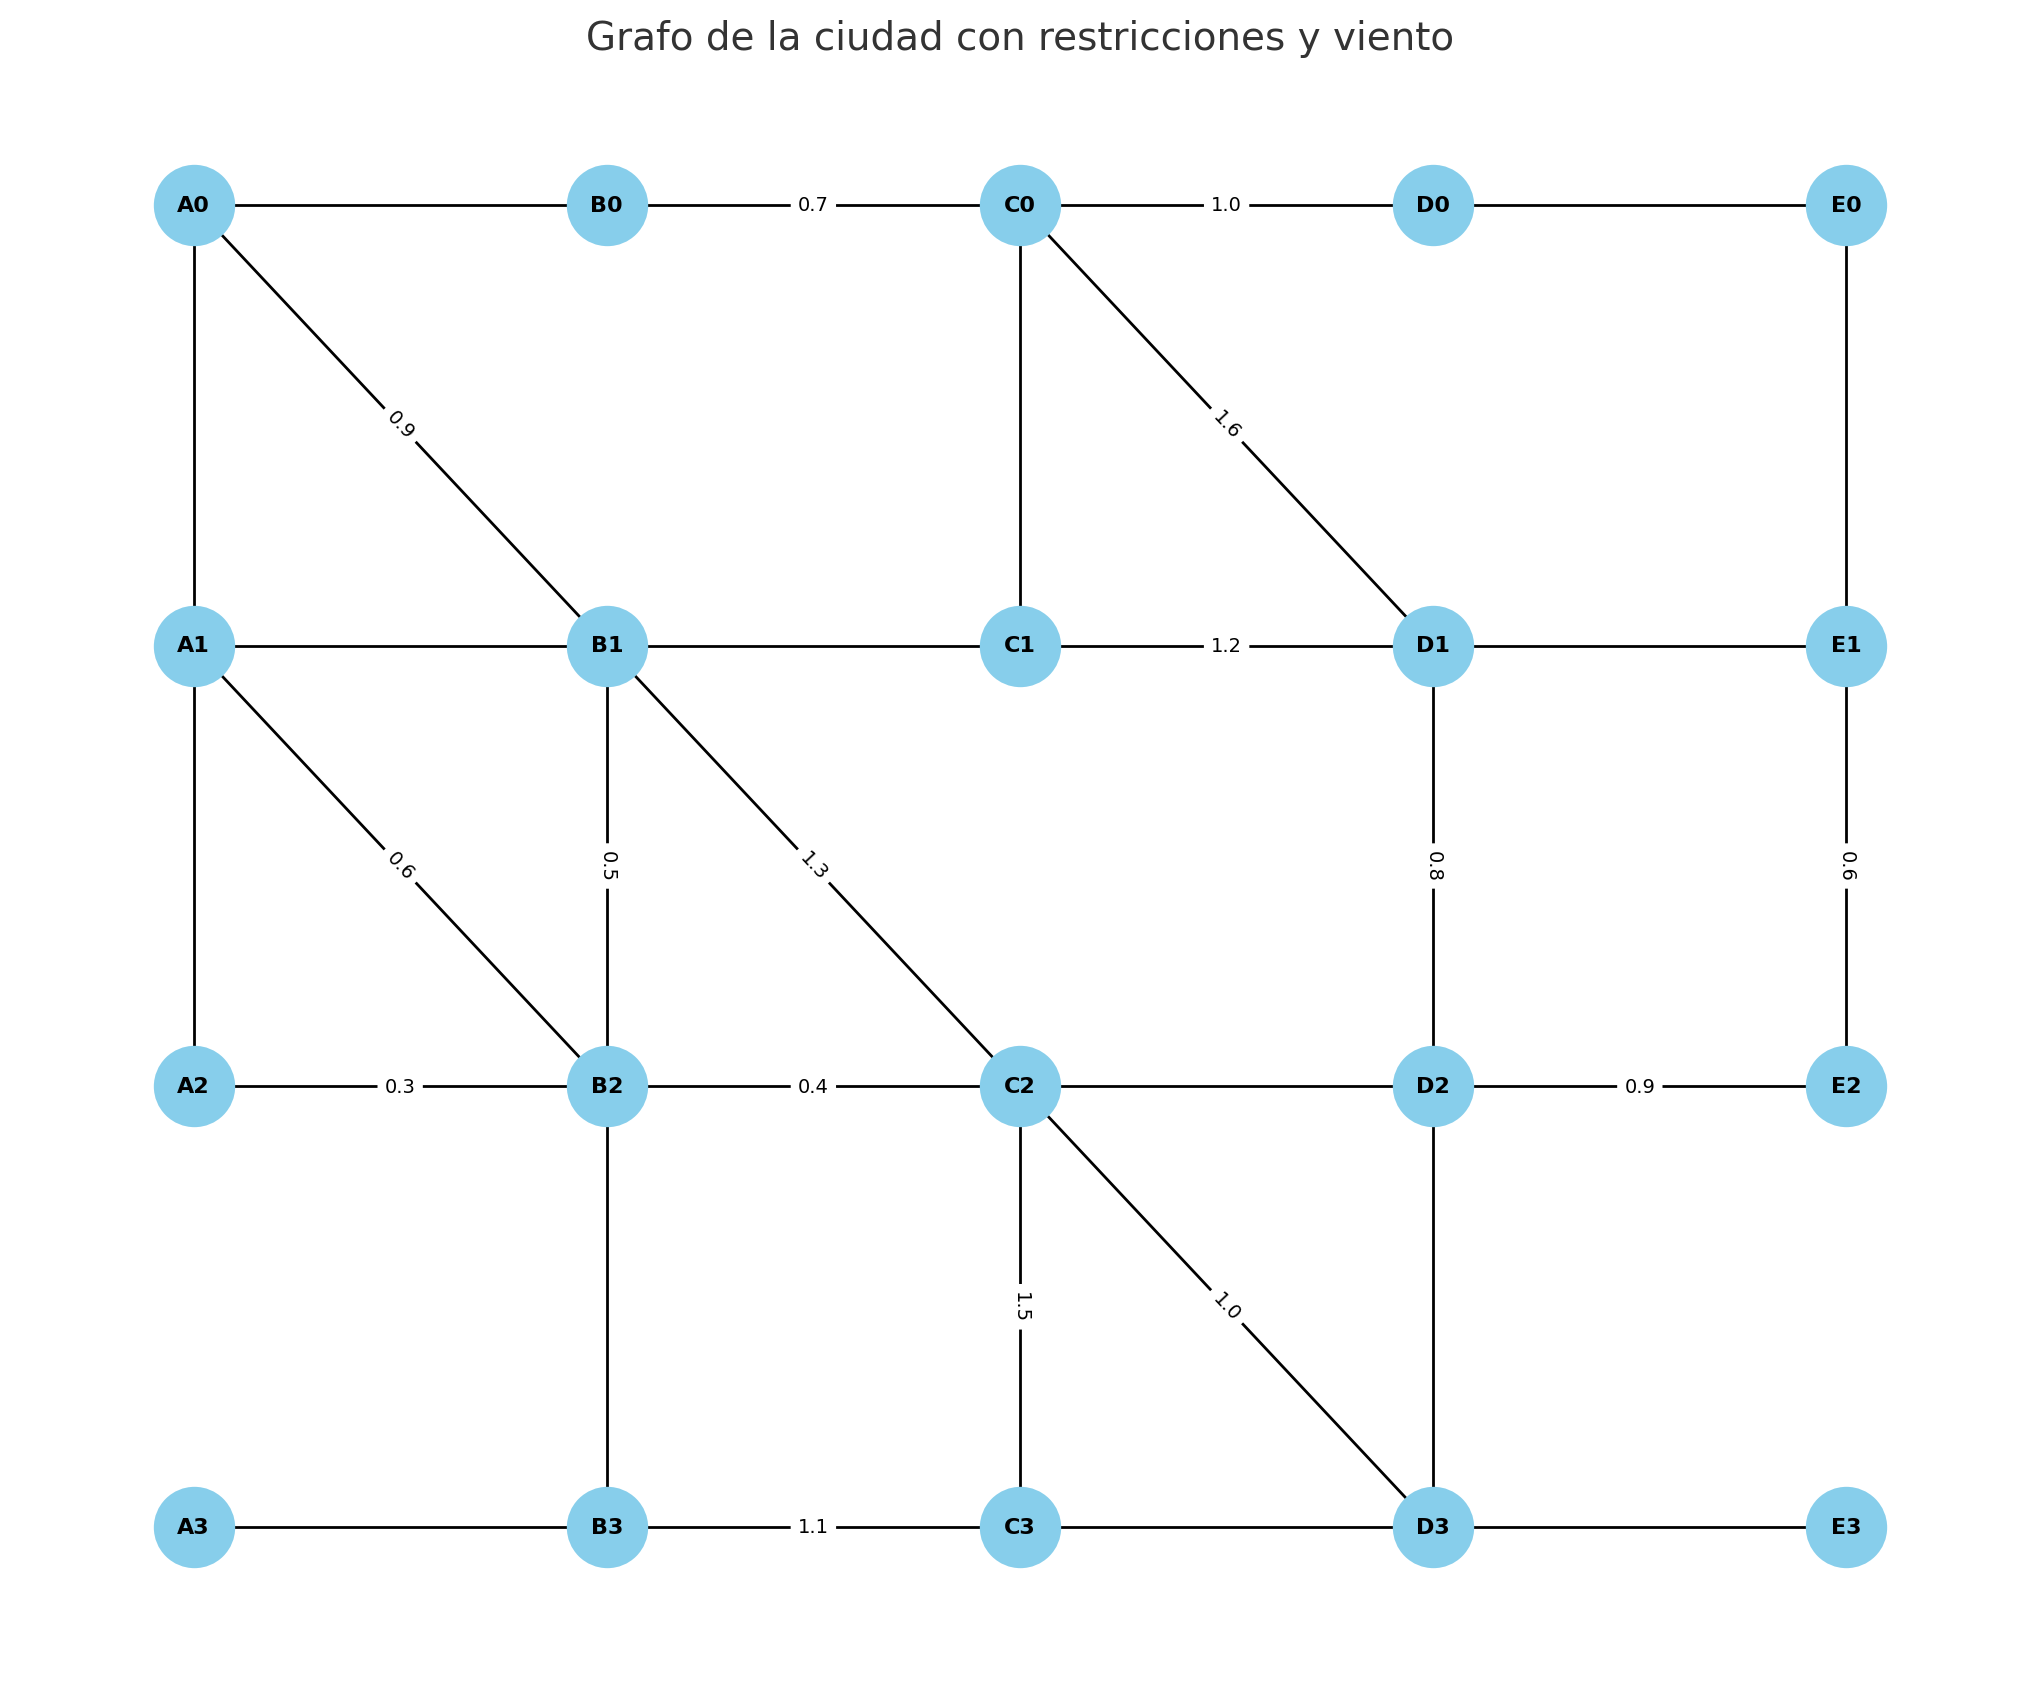 Grafo de la ciudad con restricciones y viento
A0 B0 0.7 C0 1.0 D0 E0
0.9 1.6
A1 B1 C1 1.2 D1 E1
0.6 0.5 1.3 0.8 0.6
A2 0.3 B2 0.4 C2 D2 0.9 E2
1.5 1.0
A3 B3 1.1 C3 D3 E3